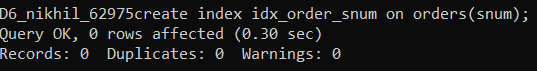 D6_nikhil_62975create index idx_order_snum on orders(snum);
Query OK, 0 rows affected (0.30 sec)
Records: 0  Duplicates: 0  Warnings: 0